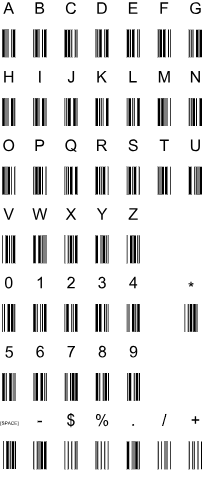 A B C D E F G
H I J K L M N
O P Q R S T U
V W X Y Z
0 1 2 3 4 *
5 6 7 8 9
(SPACE) - $ % . / +